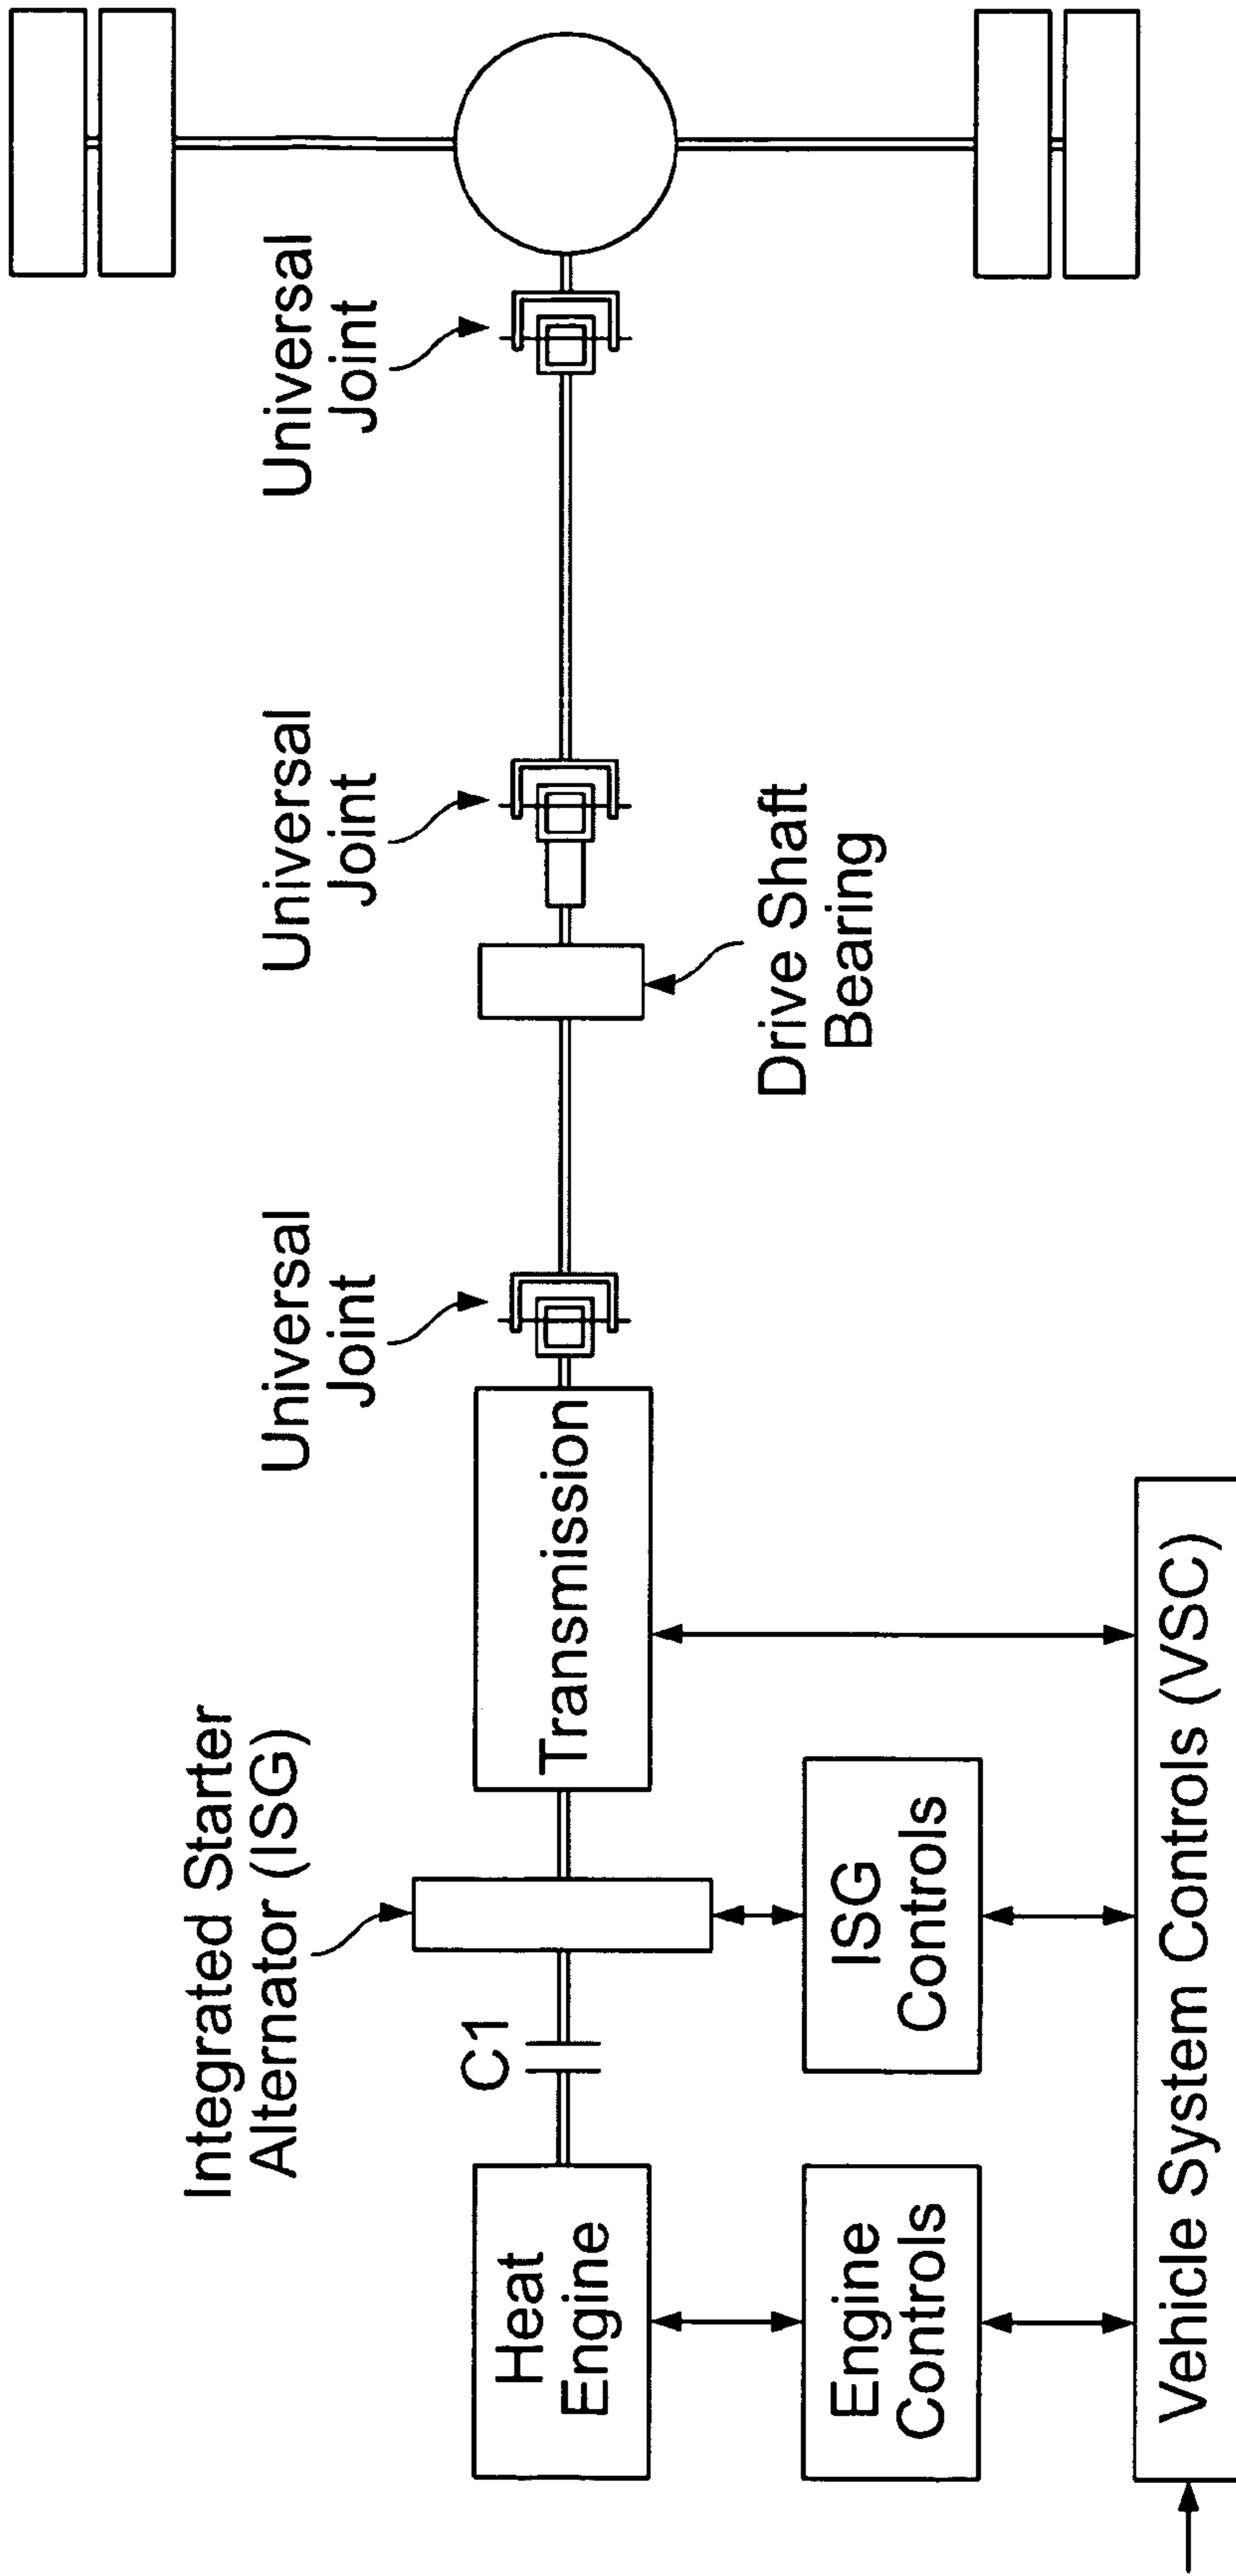 Integrated Starter
Alternator (ISG)
Universal
Joint
Universal
Joint
Universal
Joint
C1
Heat
Engine
Transmission
Drive Shaft
Bearing
Engine
Controls
ISG
Controls
Vehicle System Controls (VSC)